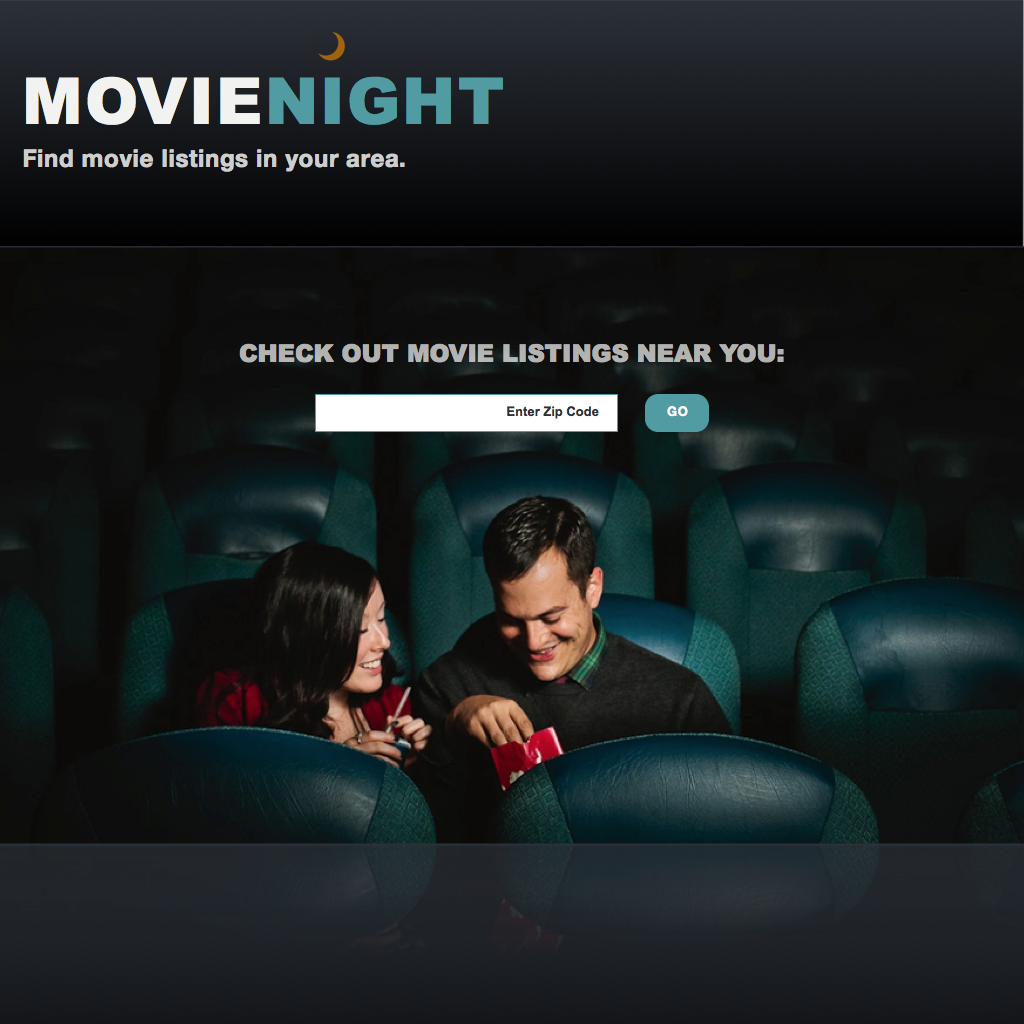 MOVIENIGHT
Find movie listings in your area.
CHECK OUT MOVIE LISTINGS NEAR YOU:
Enter Zip Code
GO